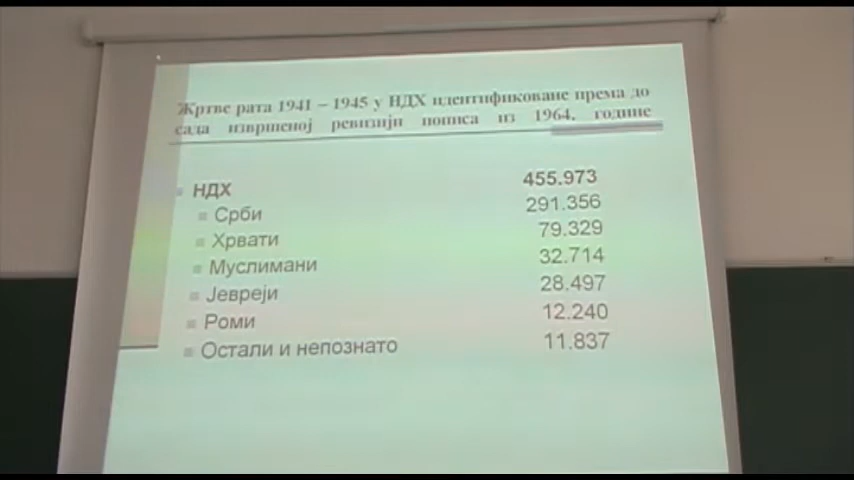 Жртве рата 1941 – 1945 у НДХ идентификоване према до
сада извршеној ревизији пописа из 1964. године
НДХ 455.973
Срби 291.356
Хрвати 79.329
Муслимани 32.714
Јевреји 28.497
Роми 12.240
Остали и непознато 11.837